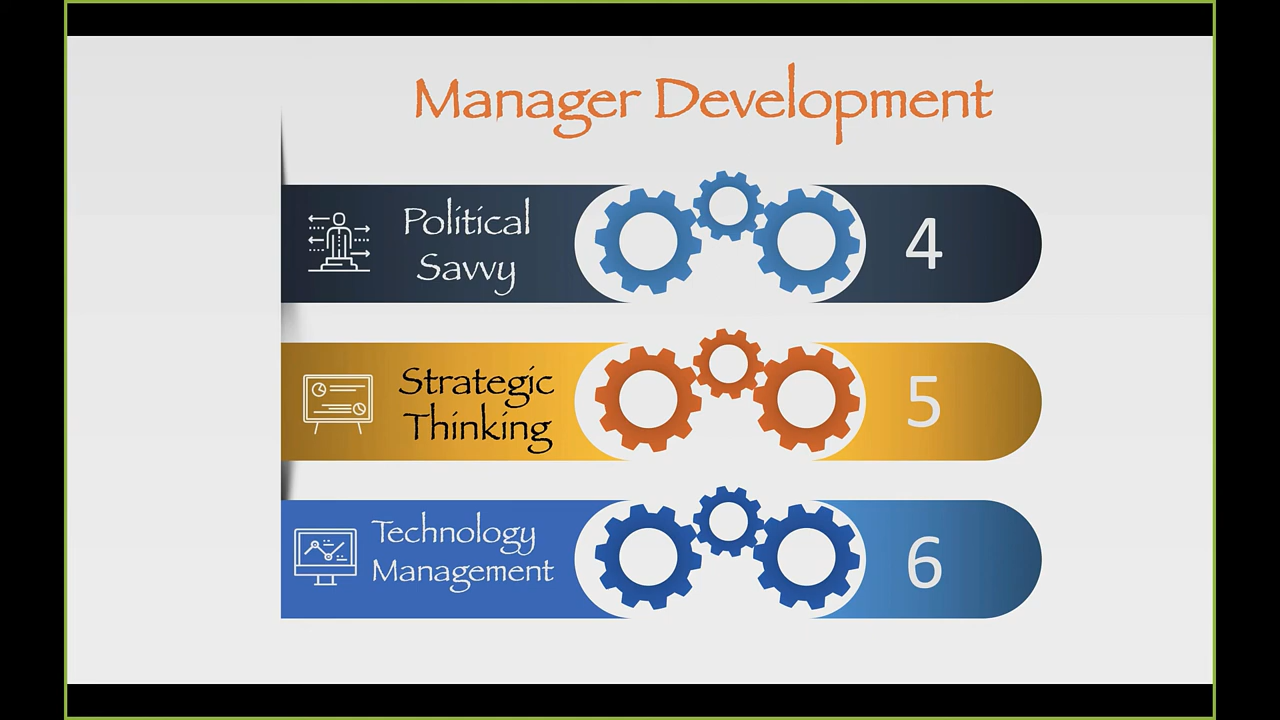 Manager Development
Political
Savvy
4
Strategic
Thinking
5
Technology
Management
6